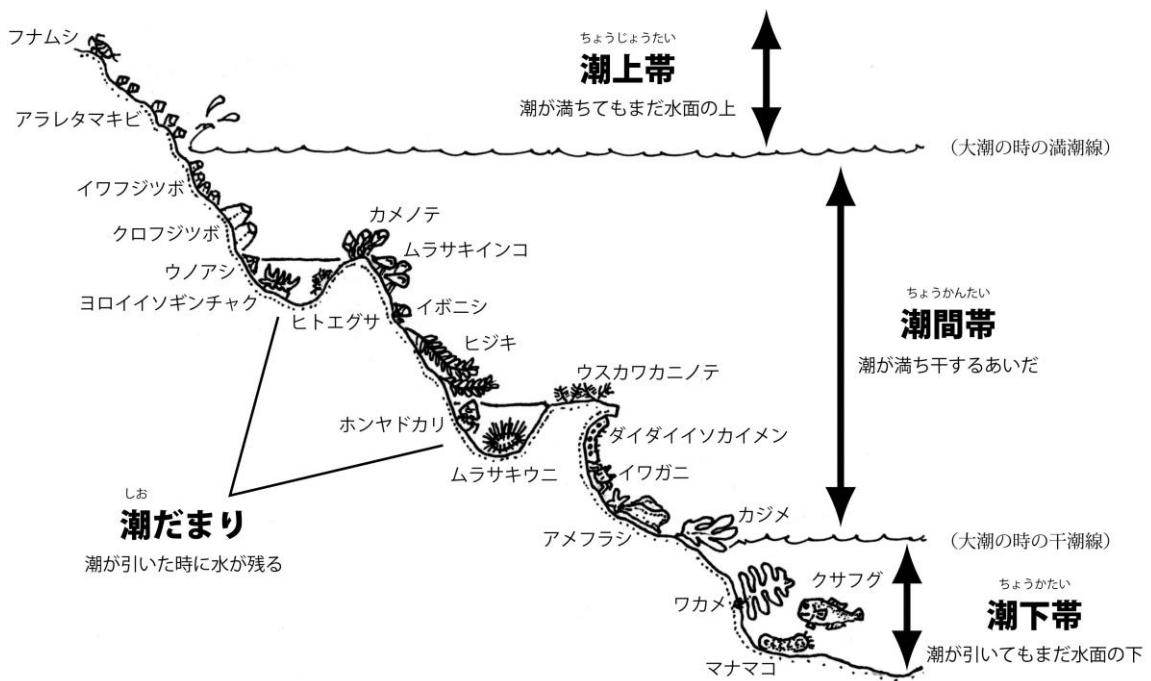 フナムシ
アラレタマキビ
ちょうじょうたい
潮上帯
潮が満ちてもまだ水面の上
（大潮の時の満潮線）
イワフジツボ
クロフジツボ
ウノアシ
ヨロイイソギンチャク
ヒトエグサ
カメノテ
ムラサキインコ
イボニシ
ヒジキ
ちょうかんたい
潮間帯
潮が満ち干するあいだ
ホンヤドカリ
ムラサキウニ
ウスカワカニノテ
ダイダイイソカイメン
イワガニ
アメフラシ
カジメ
しお
潮だまり
潮が引いた時に水が残る
（大潮の時の干潮線）
ワカメ
クサフグ
マナマコ
ちょうかたい
潮下帯
潮が引いてもまだ水面の下